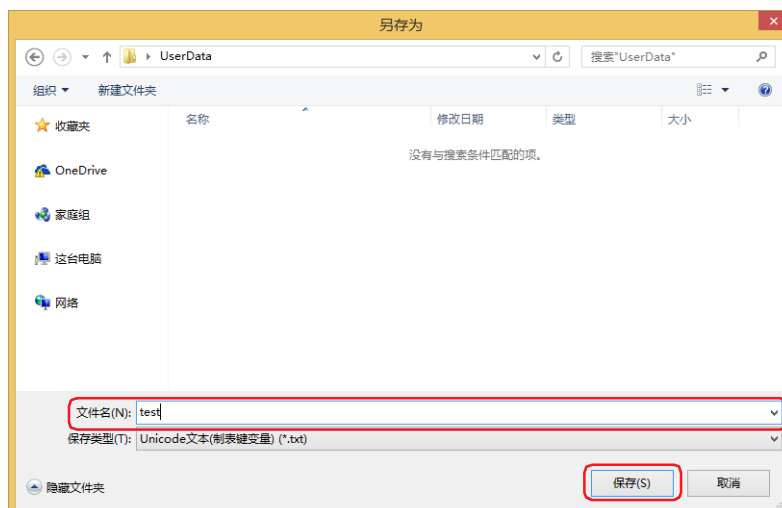 另存为
UserData
搜索"UserData"
组织
新建文件夹
名称
修改日期
类型
大小
收藏夹
没有与搜索条件匹配的项。
OneDrive
家庭组
这台电脑
网络
文件名(N): test
保存类型(T): Unicode文本(制表键变量) (*.txt)
隐藏文件夹
保存(S)
取消